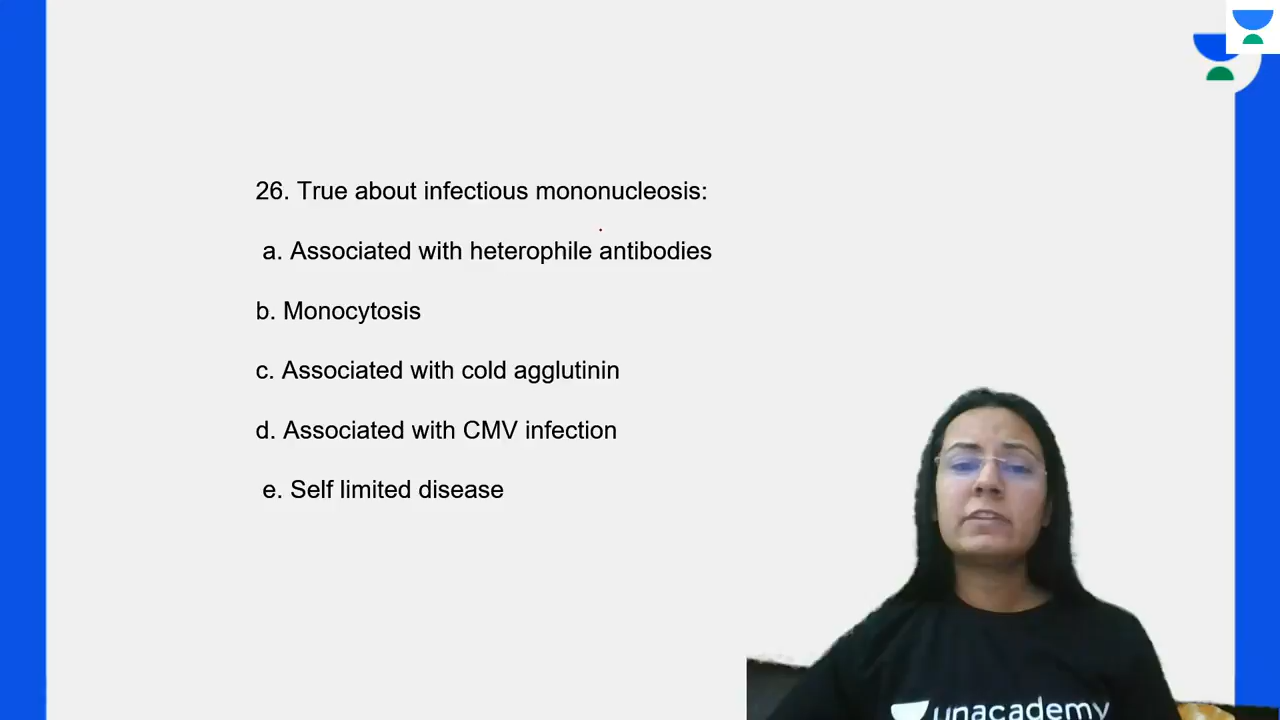 26. True about infectious mononucleosis:
a. Associated with heterophile antibodies
b. Monocytosis
c. Associated with cold agglutinin
d. Associated with CMV infection
e. Self limited disease
unacademy